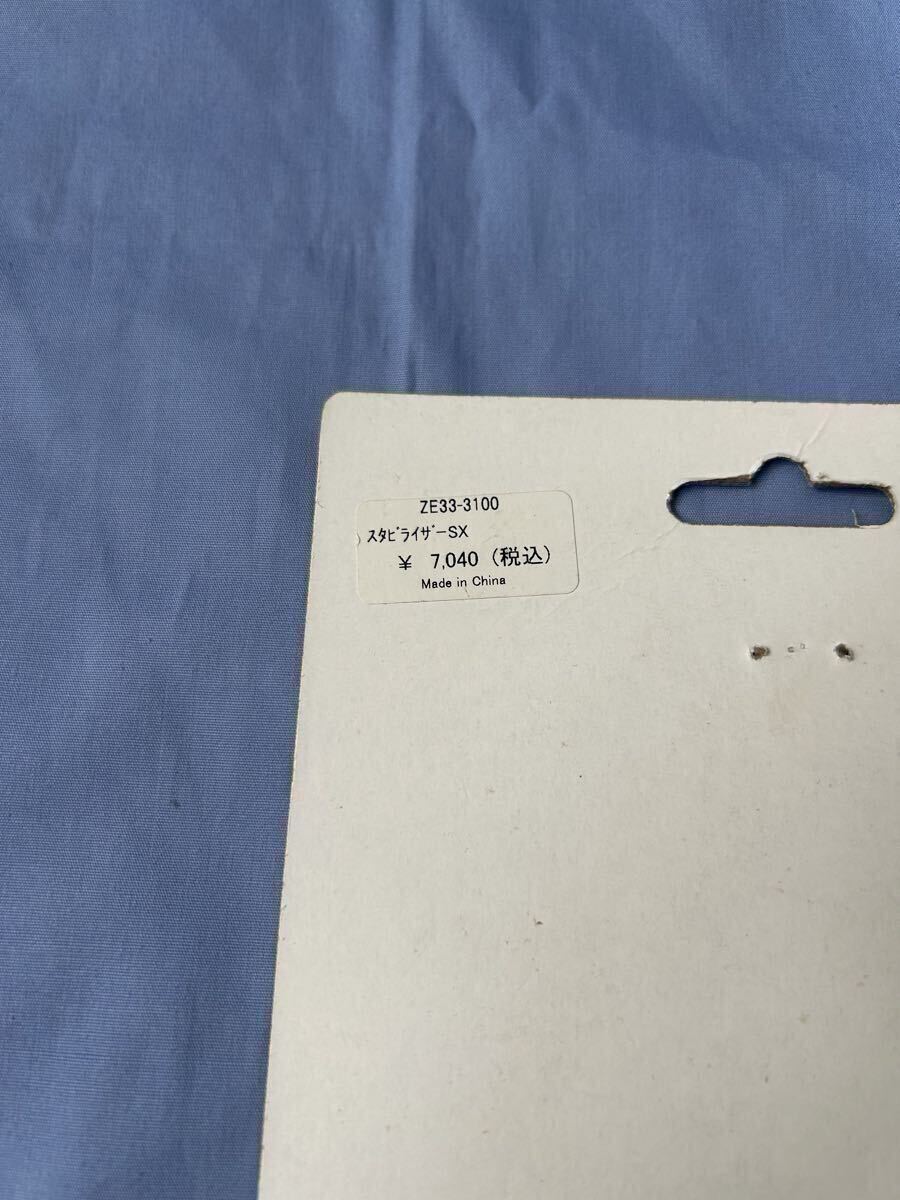 ZE33-3100
ｽﾀﾋﾞﾗｲｻﾞｰSX
¥ 7,040 (税込)
Made in China